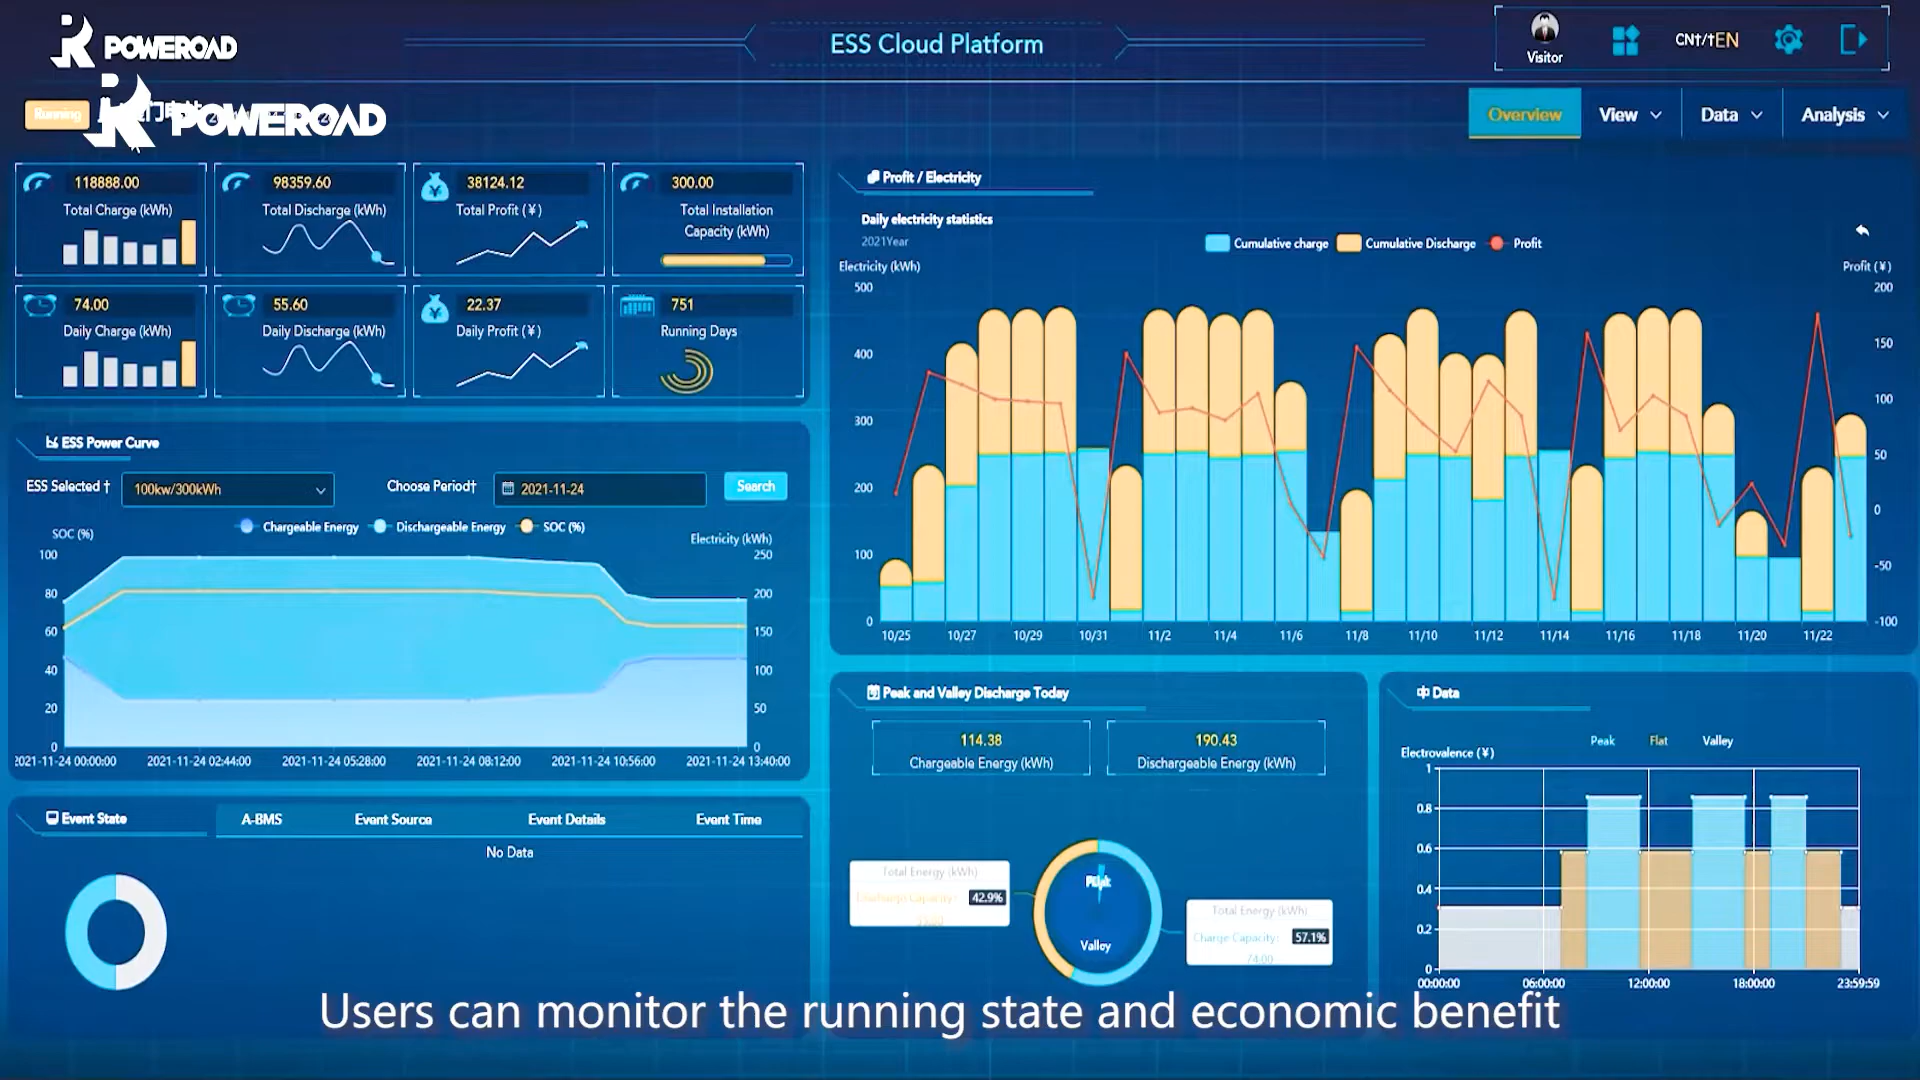 POWEROAD
ESS Cloud Platform
Visitor
CN†/†EN
Running
POWEROAD
Overview
View
Data
Analysis
118888.00
Total Charge (kWh)
98359.60
Total Discharge (kWh)
38124.12
Total Profit (¥)
300.00
Total Installation
Capacity (kWh)
74.00
Daily Charge (kWh)
55.60
Daily Discharge (kWh)
22.37
Daily Profit (¥)
751
Running Days
Profit / Electricity
Daily electricity statistics
2021Year
Cumulative charge
Cumulative Discharge
Profit
Electricity (kWh)
Profit (¥)
500
400
300
200
100
0
200
150
100
50
0
-50
-100
10/25
10/27
10/29
10/31
11/2
11/4
11/6
11/8
11/10
11/12
11/14
11/16
11/18
11/20
11/22
ESS Power Curve
ESS Selected †
100kw/300kWh
Choose Period†
2021-11-24
Search
Chargeable Energy
Dischargeable Energy
SOC (%)
SOC (%)
Electricity (kWh)
100
80
60
40
20
0
250
200
150
100
50
0
2021-11-24 00:00:00
2021-11-24 02:44:00
2021-11-24 05:28:00
2021-11-24 08:12:00
2021-11-24 10:56:00
2021-11-24 13:40:00
Event State
A-BMS
Event Source
Event Details
Event Time
No Data
Peak and Valley Discharge Today
114.38
Chargeable Energy (kWh)
190.43
Dischargeable Energy (kWh)
Total Energy (kWh)
Discharge Capacity: 42.9%
Valley
Total Energy (kWh)
Charge Capacity: 57.1%
74.00
Data
Peak
Flat
Valley
Electrovalence (¥)
1
0.8
0.6
0.4
0.2
0
00:00:00
06:00:00
12:00:00
18:00:00
23:59:59
Users can monitor the running state and economic benefit